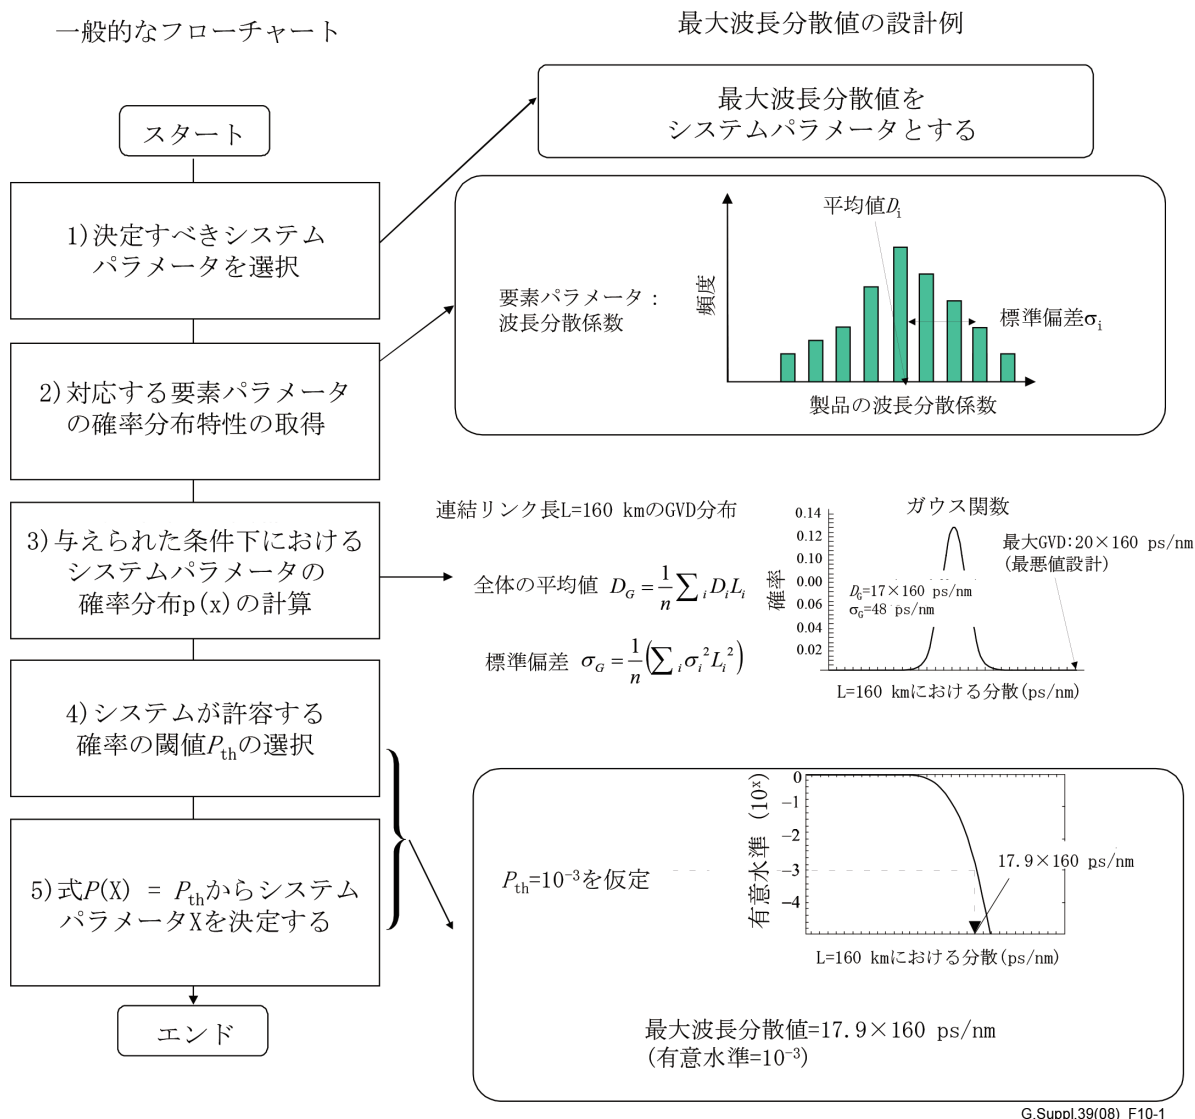 一般的なフローチャート
最大波長分散値の設計例
スタート
1)決定すべきシステム
パラメータを選択
2)対応する要素パラメータ
の確率分布特性の取得
3)与えられた条件下における
システムパラメータの
確率分布p(x)の計算
4)システムが許容する
確率の閾値Pthの選択
5)式P(X) = Pthからシステム
パラメータXを決定する
エンド
最大波長分散値を
システムパラメータとする
要素パラメータ：
波長分散係数
頻度
平均値Di
標準偏差σi
製品の波長分散係数
連結リンク長L=160 kmのGVD分布
全体の平均値 DG = 1/n ∑i DiLi
標準偏差 σG = 1/n (∑i σi²Li²)
ガウス関数
確率
0.14
0.12
0.10
0.00
0.06
0.04
0.02
DG=17×160 ps/nm
σG=48 ps/nm
最大GVD:20×160 ps/nm
(最悪値設計)
L=160 kmにおける分散(ps/nm)
Pth=10⁻³を仮定
有意水準 (10ˣ)
0
−1
−2
−3
−4
17.9×160 ps/nm
L=160 kmにおける分散(ps/nm)
最大波長分散値=17.9×160 ps/nm
(有意水準=10⁻³)
G.Suppl.39(08)_F10-1